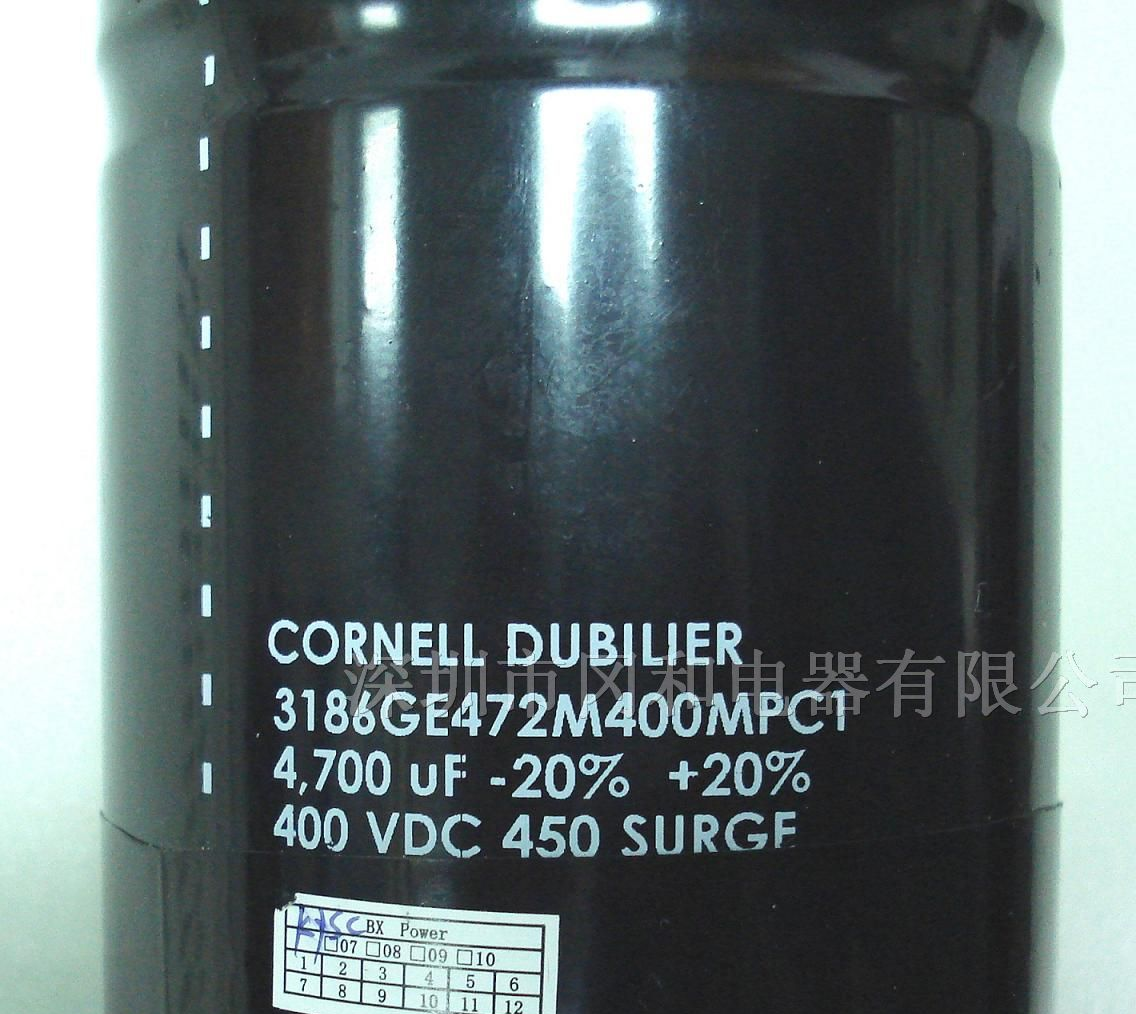 CORNELL DUBILIER
深圳市冈和电器有限公司
3186GE472M400MPC1
4,700 uF -20% +20%
400 VDC 450 SURGE
BX Power
□07 □08 □09 □10
1 2 3 4 5 6
7 8 9 10 11 12